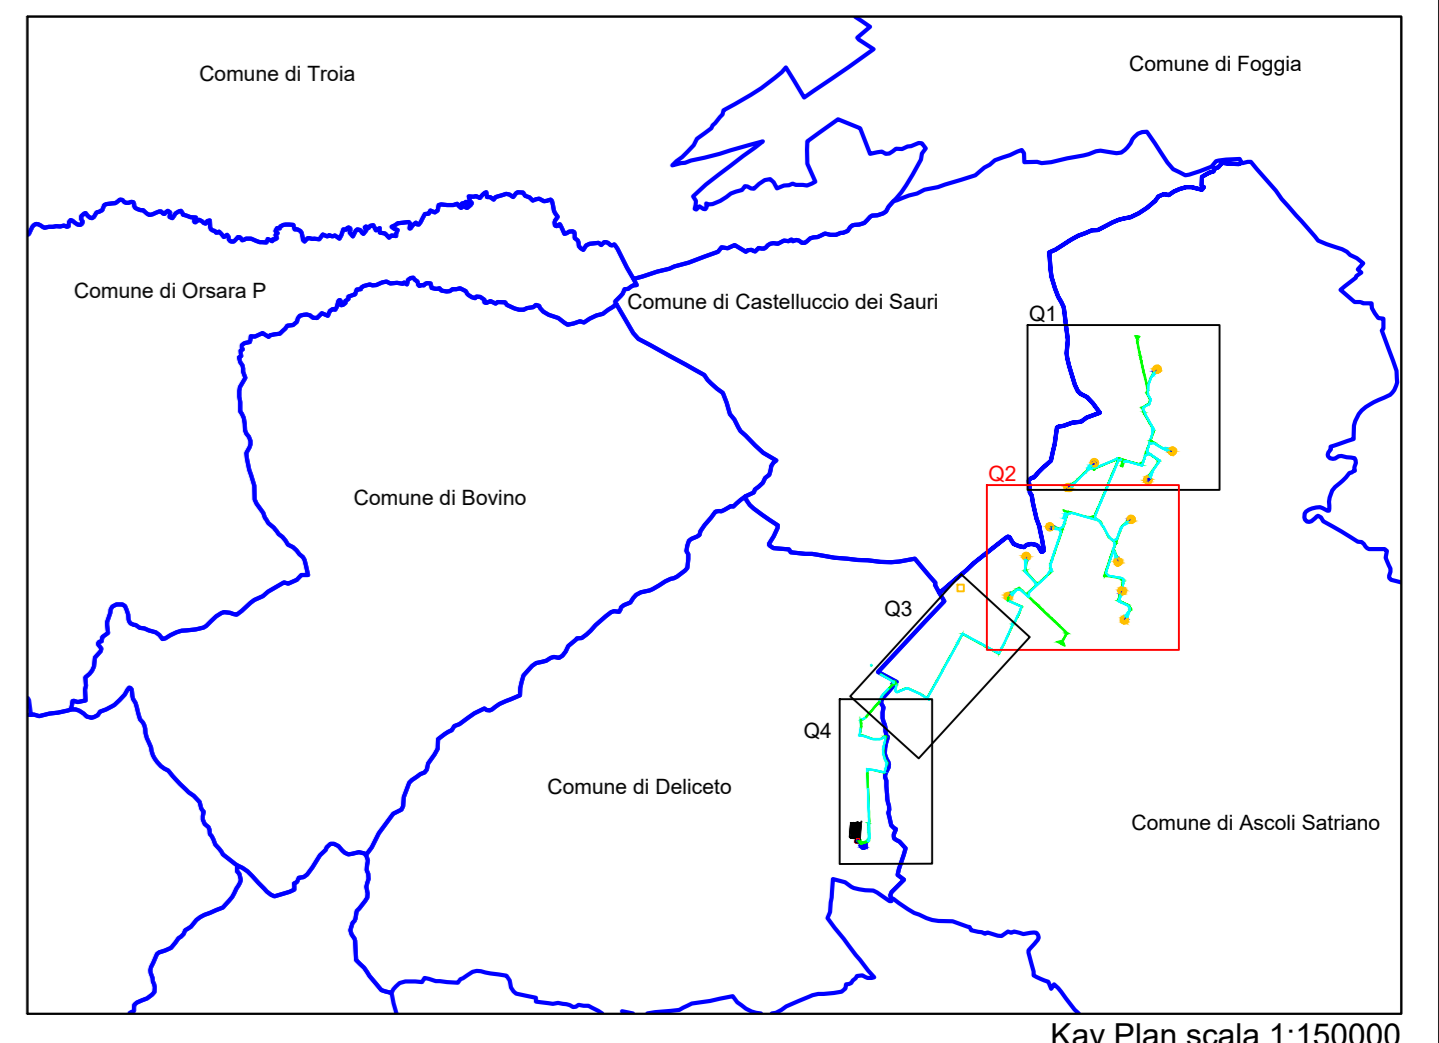 Comune di Troia
Comune di Foggia
Comune di Orsara P
Comune di Castelluccio dei Sauri
Q1
Q2
Comune di Bovino
Q3
Q4
Comune di Deliceto
Comune di Ascoli Satriano
Kay Plan scala 1:150000